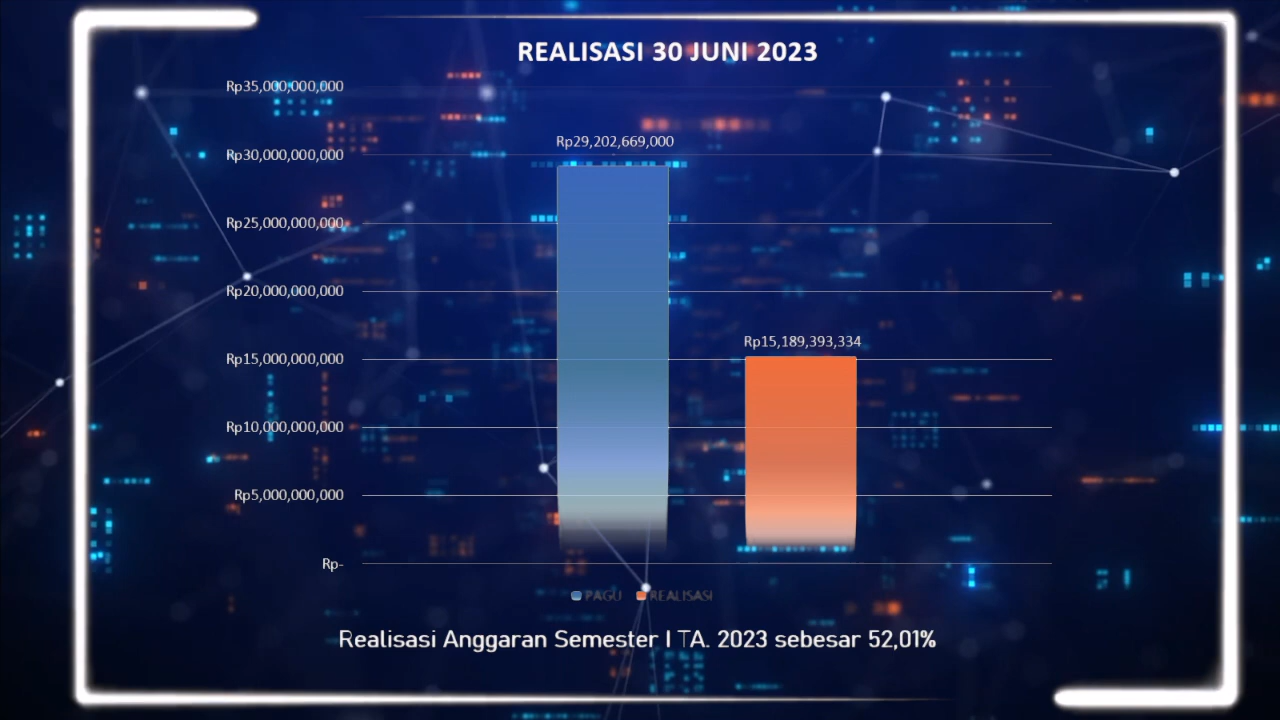 REALISASI 30 JUNI 2023
Rp35,000,000,000
Rp29,202,669,000
Rp30,000,000,000
Rp25,000,000,000
Rp20,000,000,000
Rp15,189,393,334
Rp15,000,000,000
Rp10,000,000,000
Rp5,000,000,000
Rp-
PAGU REALISASI
Realisasi Anggaran Semester I TA. 2023 sebesar 52,01%